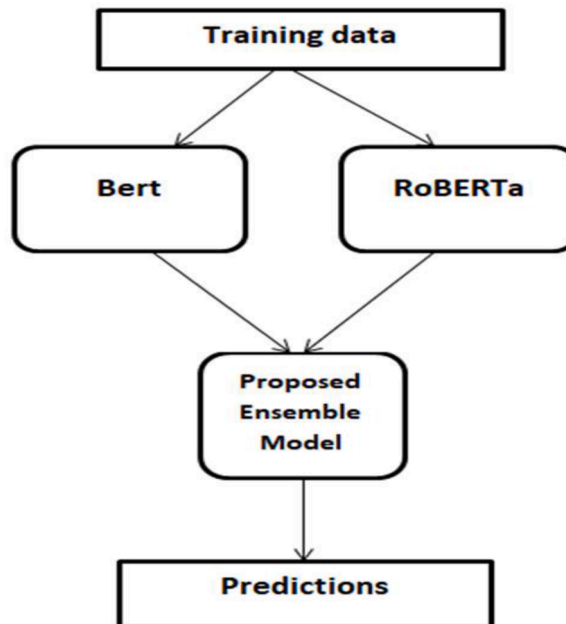 Training data
Bert
RoBERTa
Proposed
Ensemble
Model
Predictions